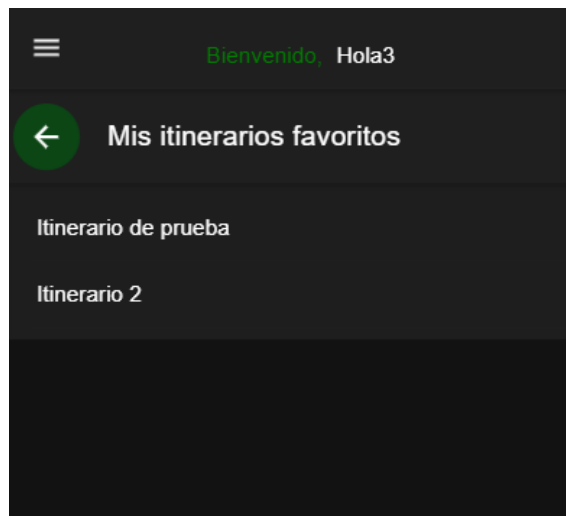 Bienvenido, Hola3
Mis itinerarios favoritos
Itinerario de prueba
Itinerario 2